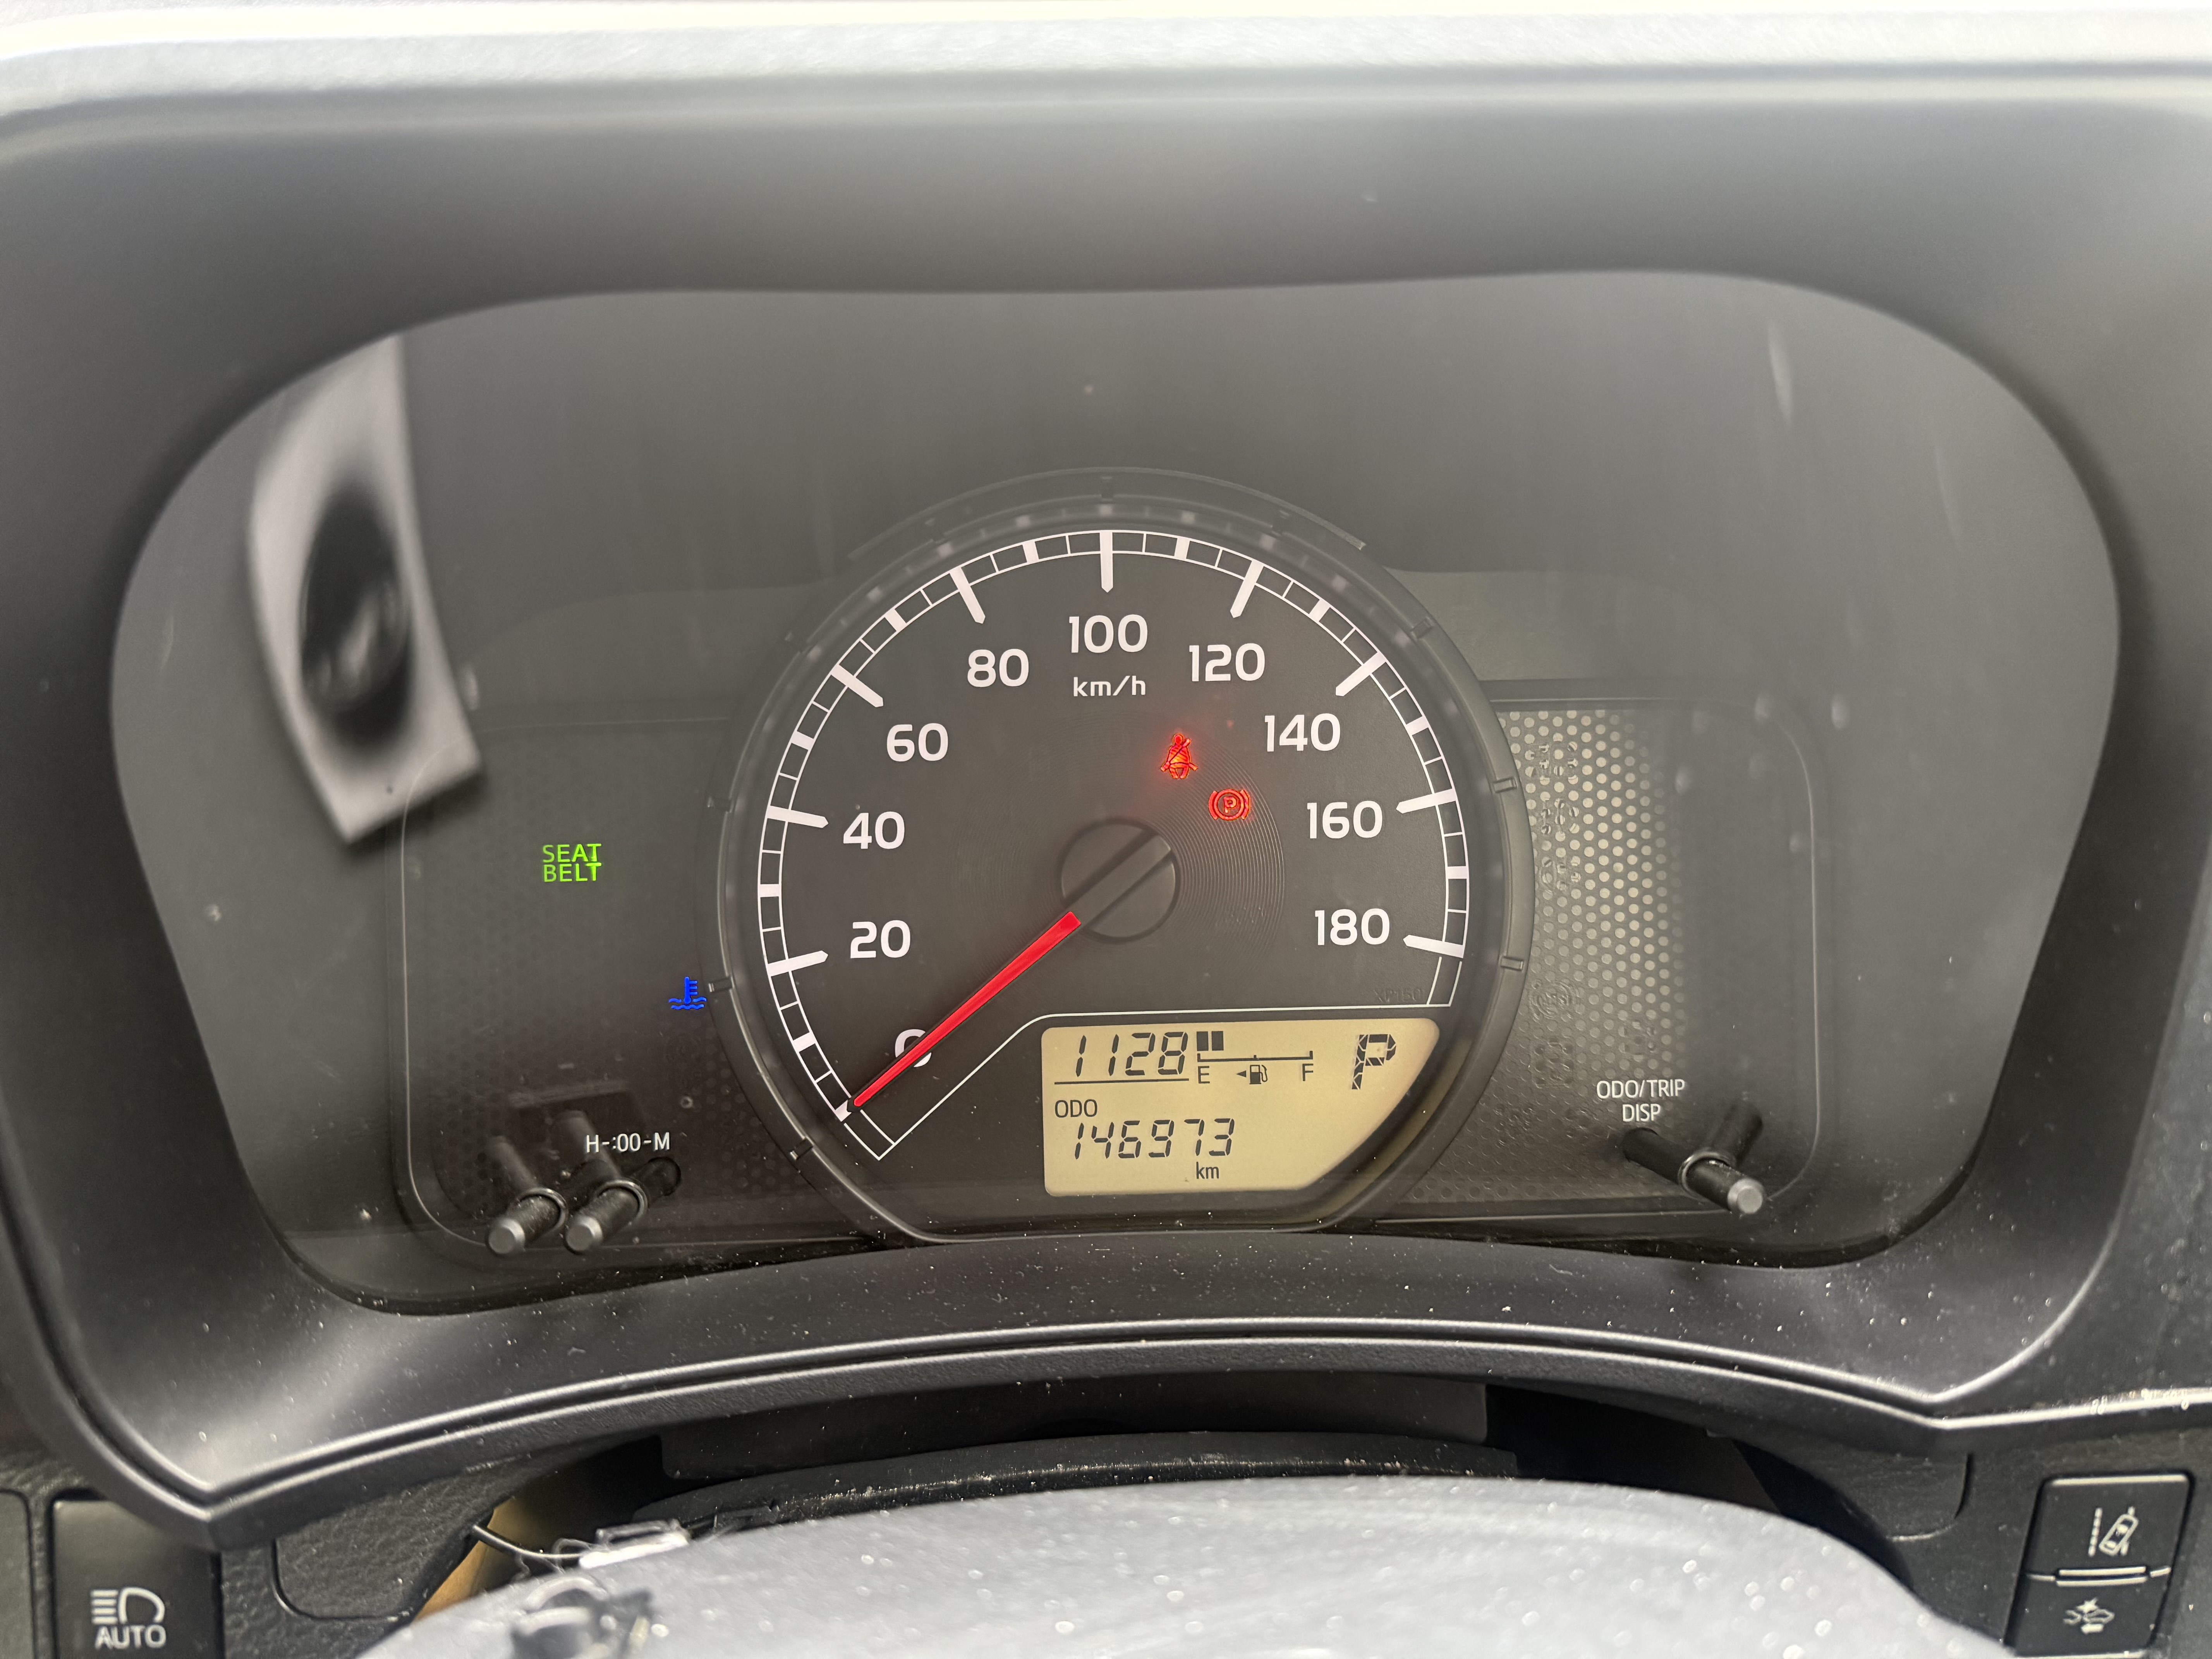 100
80
120
km/h
60
140
40
160
SEAT
BELT
20
180
0
1128
E
F
P
ODO
146973
km
H-:00-M
ODO/TRIP
DISP
P
AUTO